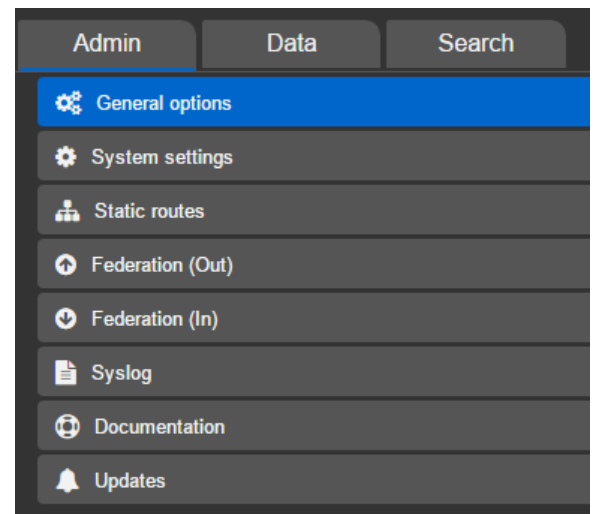 Admin Data Search
General options
System settings
Static routes
Federation (Out)
Federation (In)
Syslog
Documentation
Updates